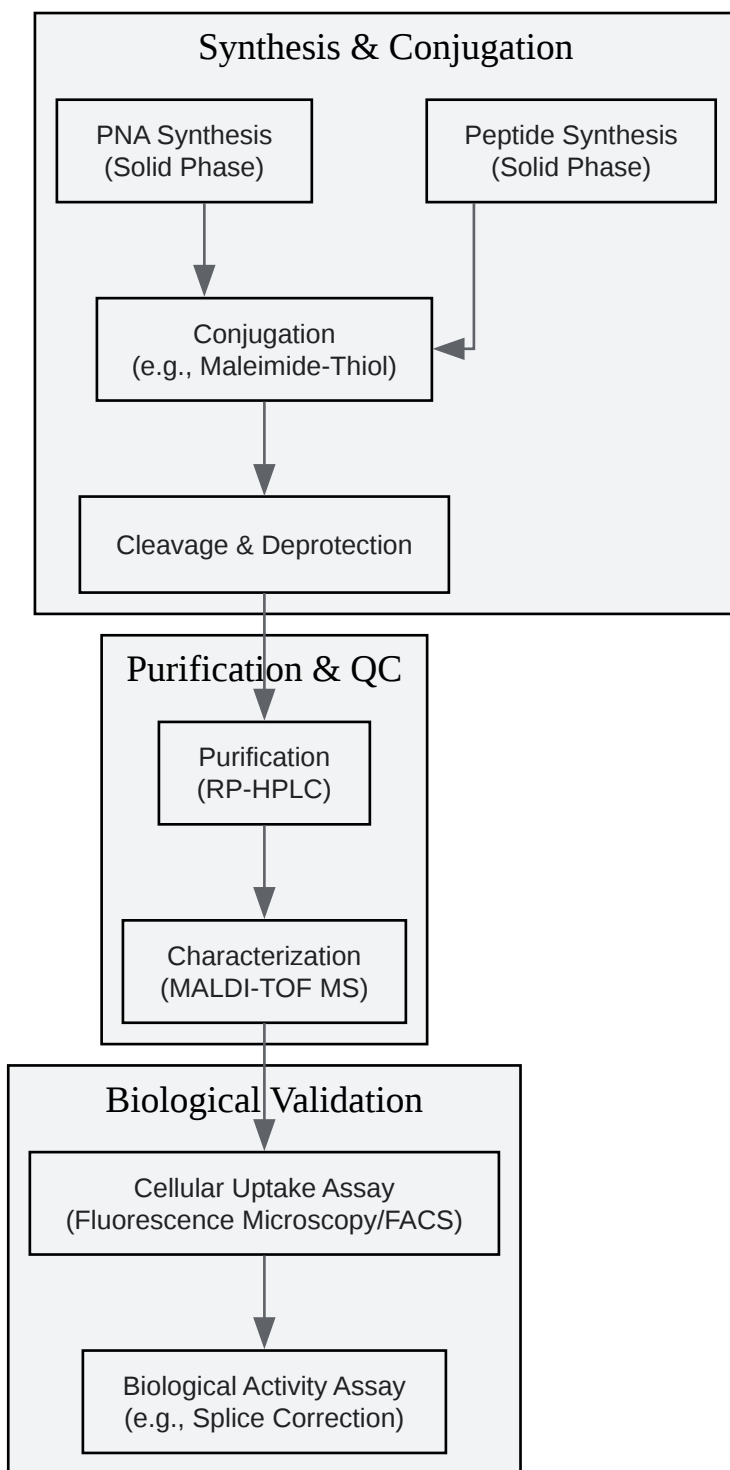 Synthesis & Conjugation
PNA Synthesis
(Solid Phase)
Peptide Synthesis
(Solid Phase)
Conjugation
(e.g., Maleimide-Thiol)
Cleavage & Deprotection
Purification & QC
Purification
(RP-HPLC)
Characterization
(MALDI-TOF MS)
Biological Validation
Cellular Uptake Assay
(Fluorescence Microscopy/FACS)
Biological Activity Assay
(e.g., Splice Correction)